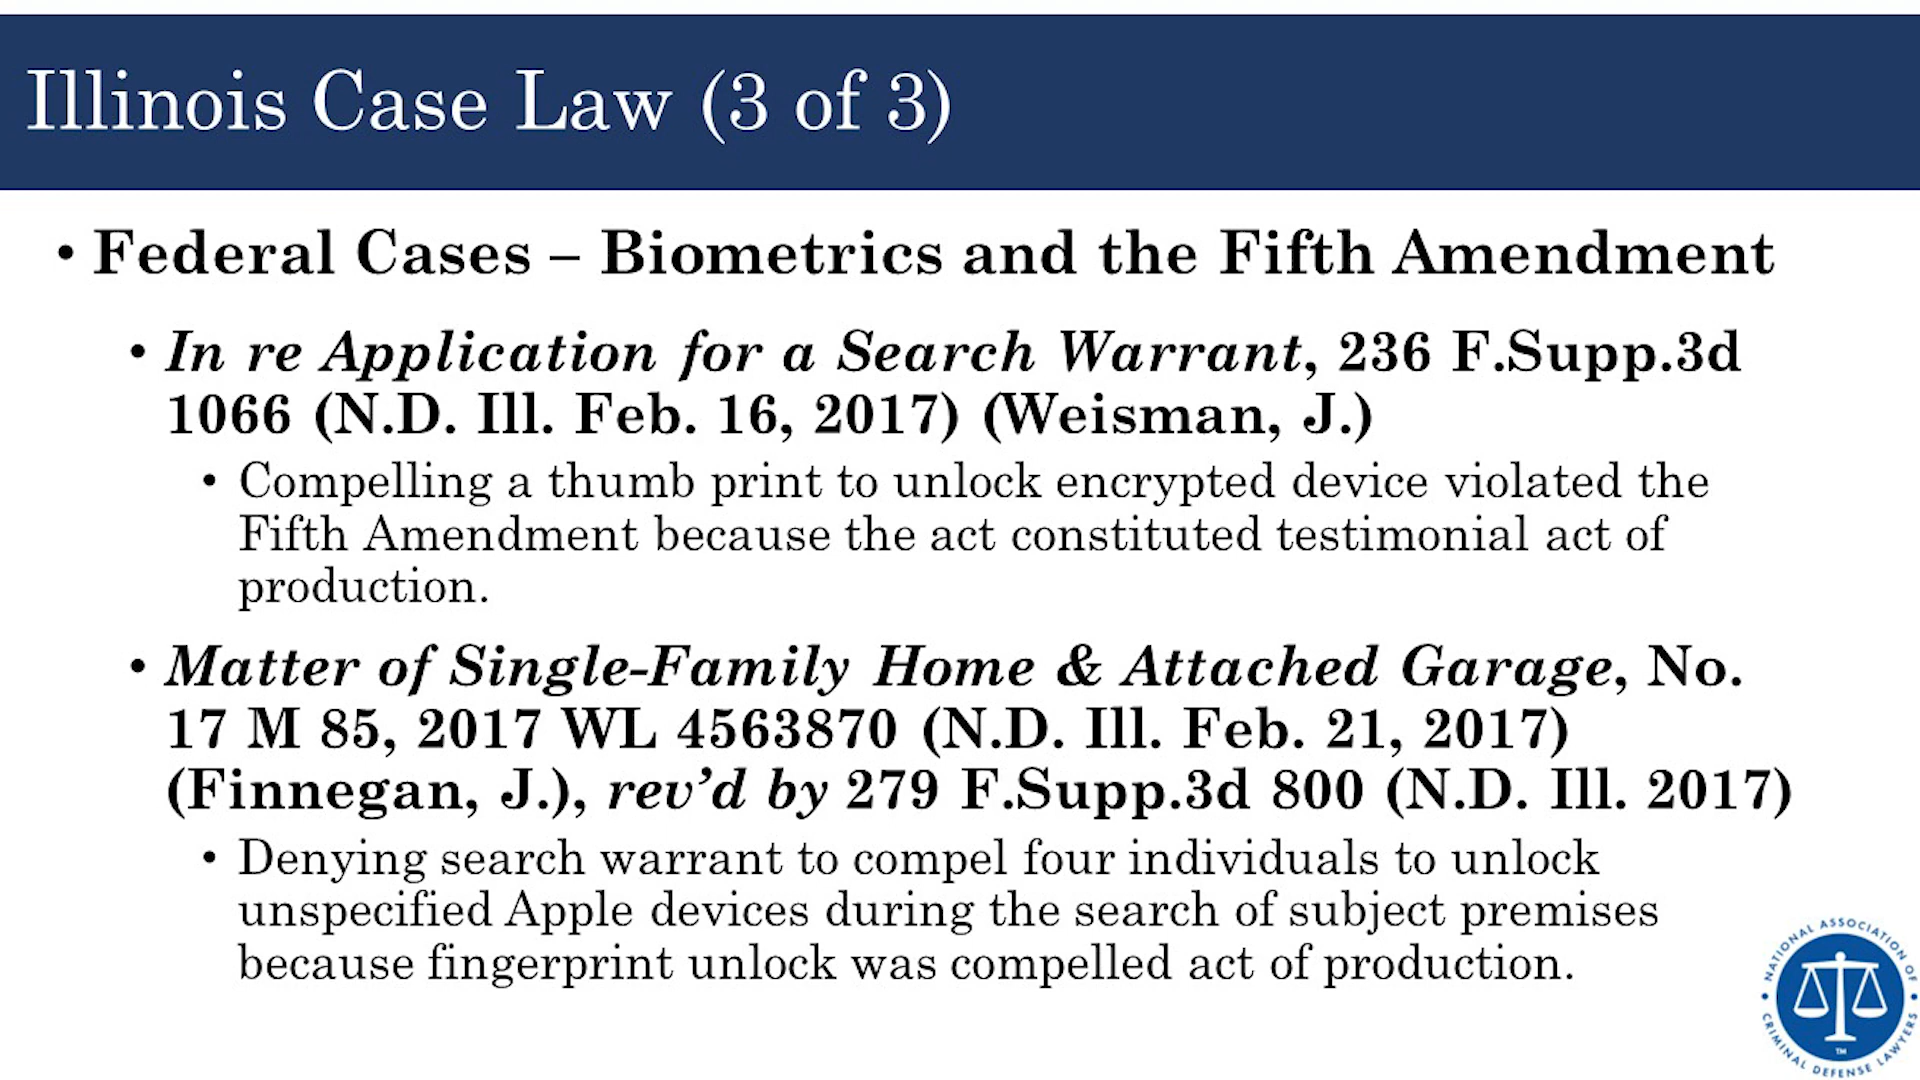 Illinois Case Law (3 of 3)
• Federal Cases – Biometrics and the Fifth Amendment
• In re Application for a Search Warrant, 236 F.Supp.3d
1066 (N.D. Ill. Feb. 16, 2017) (Weisman, J.)
• Compelling a thumb print to unlock encrypted device violated the
Fifth Amendment because the act constituted testimonial act of
production.
• Matter of Single-Family Home & Attached Garage, No.
17 M 85, 2017 WL 4563870 (N.D. Ill. Feb. 21, 2017)
(Finnegan, J.), rev’d by 279 F.Supp.3d 800 (N.D. Ill. 2017)
• Denying search warrant to compel four individuals to unlock
unspecified Apple devices during the search of subject premises
because fingerprint unlock was compelled act of production.
NATIONAL ASSOCIATION OF
• CRIMINAL DEFENSE LAWYERS •
TM